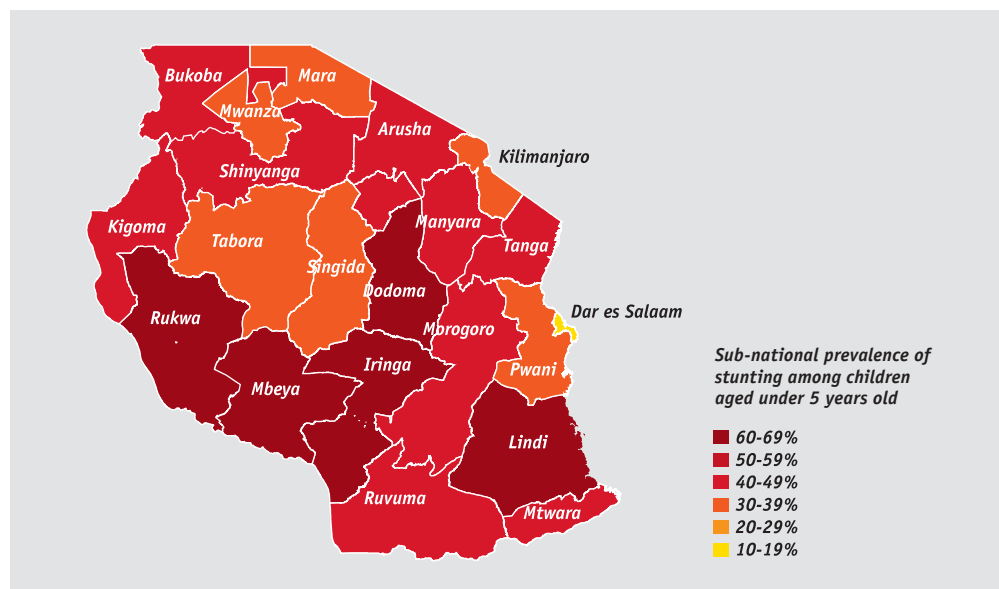 Bukoba
Mara
Mwanza
Arusha
Kilimanjaro
Shinyanga
Kigoma
Manyara
Tabora
Tanga
Singida
Dodoma
Dar es Salaam
Rukwa
Morogoro
Iringa
Pwani
Mbeya
Lindi
Ruvuma
Mtwara
Sub-national prevalence of
stunting among children
aged under 5 years old
60-69%
50-59%
40-49%
30-39%
20-29%
10-19%